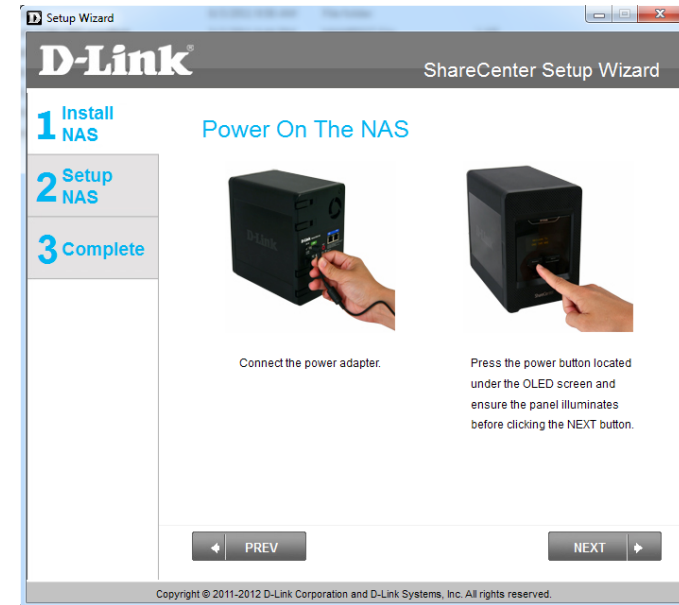 Setup Wizard
D-Link®
ShareCenter Setup Wizard
1 Install
NAS
2 Setup
NAS
3 Complete
Power On The NAS
D-Link
Connect the power adapter.
Press the power button located
under the OLED screen and
ensure the panel illuminates
before clicking the NEXT button.
PREV
NEXT
Copyright © 2011-2012 D-Link Corporation and D-Link Systems, Inc. All rights reserved.